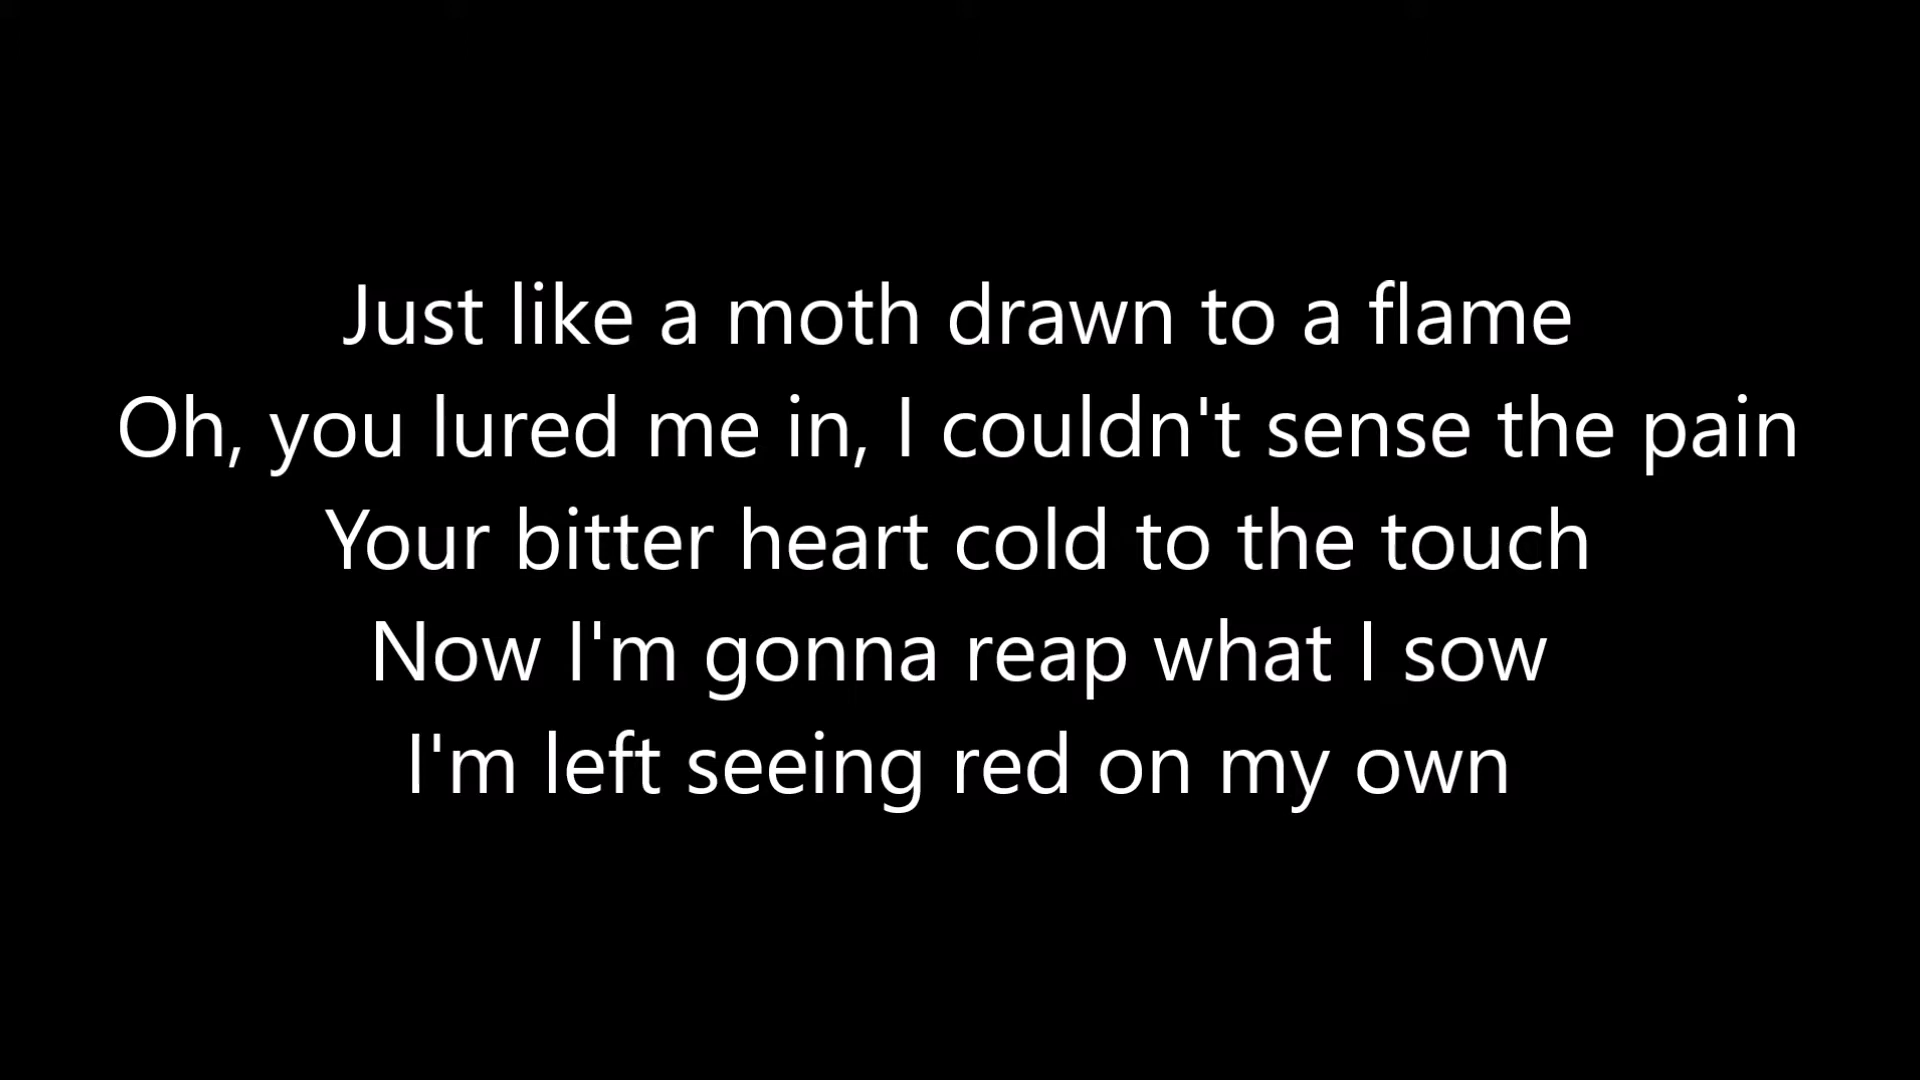 Just like a moth drawn to a flame
Oh, you lured me in, I couldn't sense the pain
Your bitter heart cold to the touch
Now I'm gonna reap what I sow
I'm left seeing red on my own